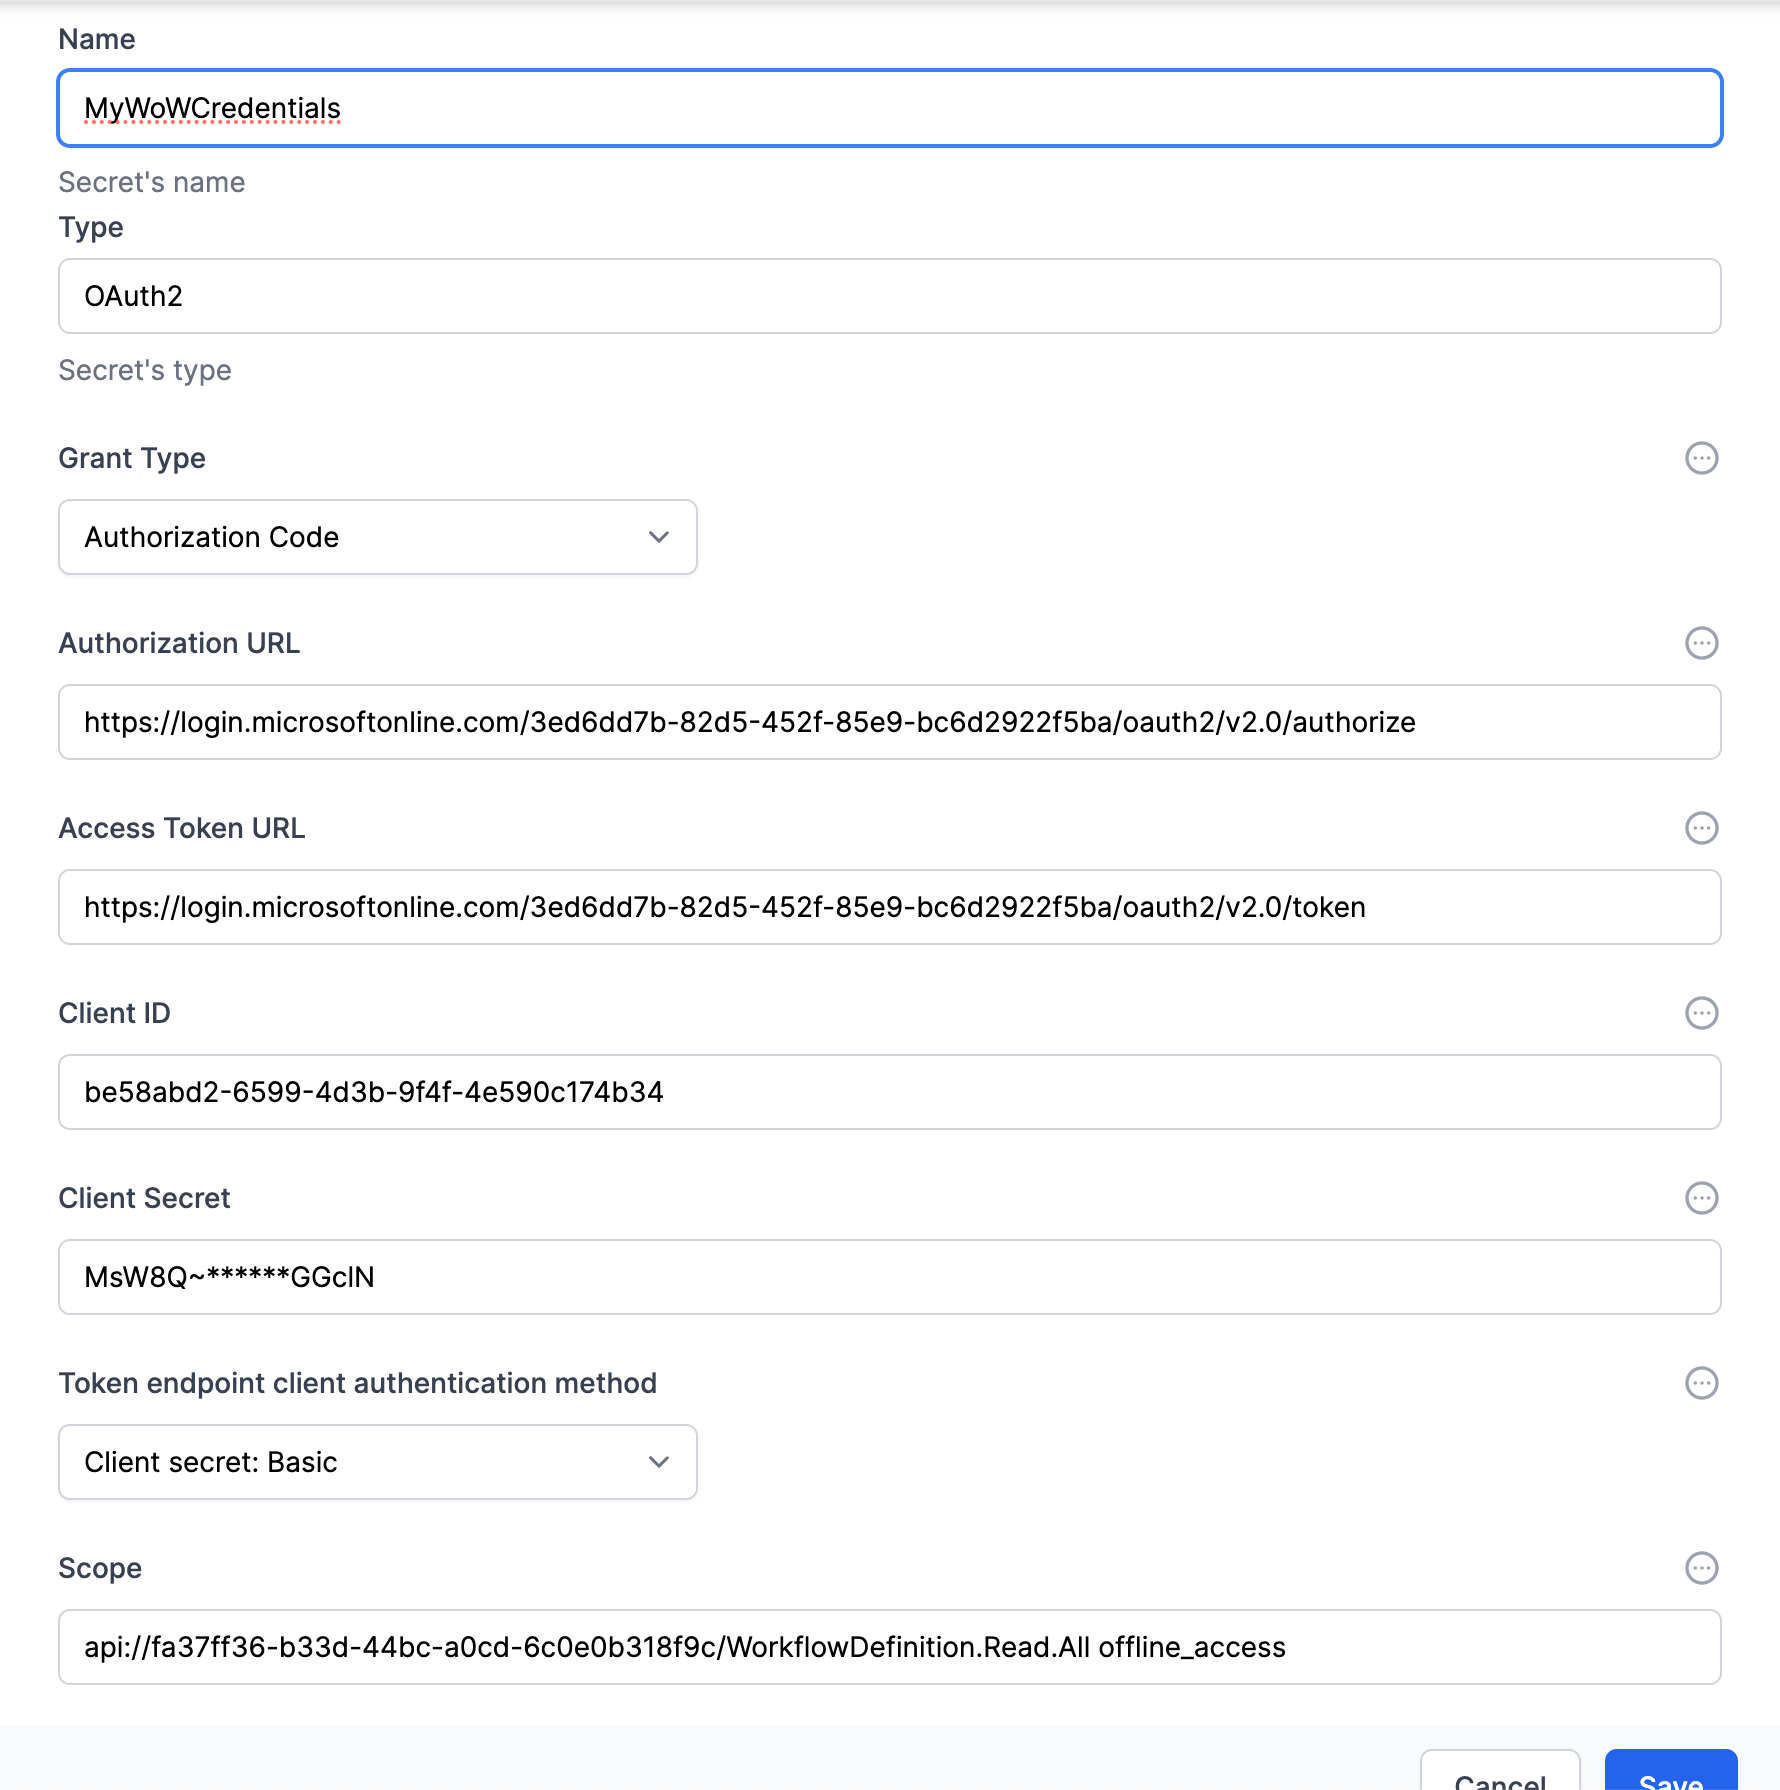 Name
MyWoWCredentials
Secret's name
Type
OAuth2
Secret's type
Grant Type
Authorization Code
Authorization URL
https://login.microsoftonline.com/3ed6dd7b-82d5-452f-85e9-bc6d2922f5ba/oauth2/v2.0/authorize
Access Token URL
https://login.microsoftonline.com/3ed6dd7b-82d5-452f-85e9-bc6d2922f5ba/oauth2/v2.0/token
Client ID
be58abd2-6599-4d3b-9f4f-4e590c174b34
Client Secret
MsW8Q~******GGclN
Token endpoint client authentication method
Client secret: Basic
Scope
api://fa37ff36-b33d-44bc-a0cd-6c0e0b318f9c/WorkflowDefinition.Read.All offline_access
Cancel Save